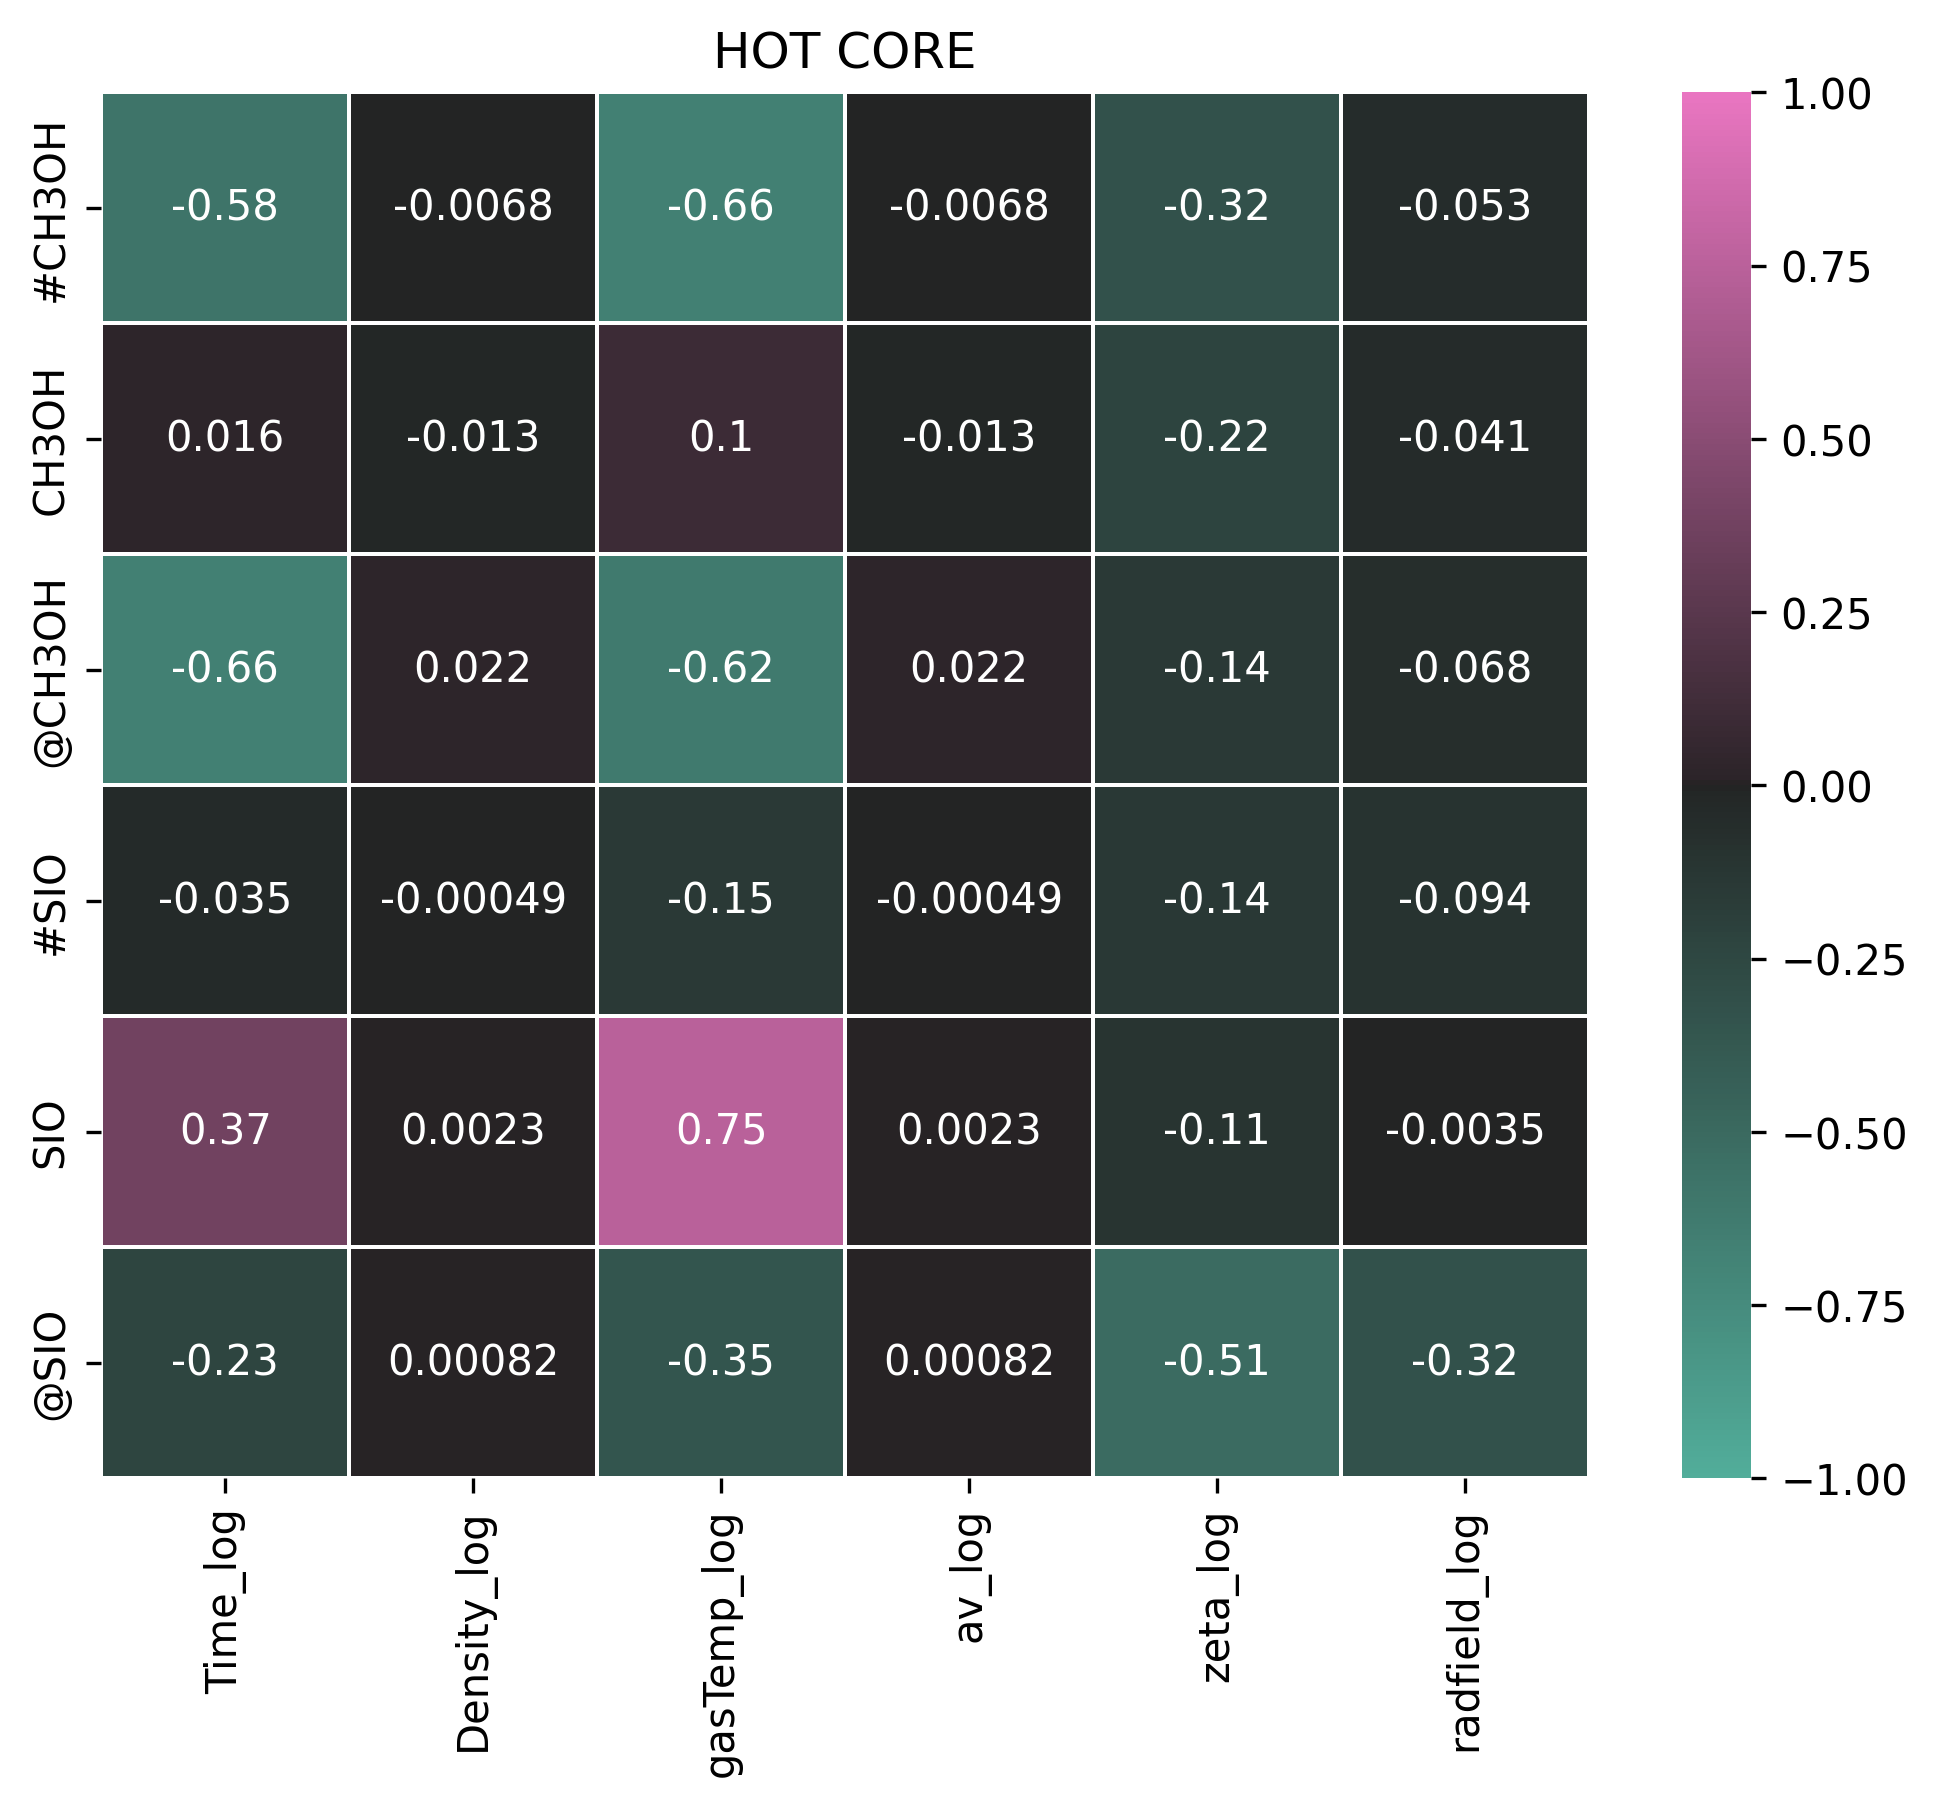 HOT CORE
#CH3OH
-0.58 -0.0068 -0.66 -0.0068 -0.32 -0.053
CH3OH
0.016 -0.013 0.1 -0.013 -0.22 -0.041
@CH3OH
-0.66 0.022 -0.62 0.022 -0.14 -0.068
#SIO
-0.035 -0.00049 -0.15 -0.00049 -0.14 -0.094
SIO
0.37 0.0023 0.75 0.0023 -0.11 -0.0035
@SIO
-0.23 0.00082 -0.35 0.00082 -0.51 -0.32
Time_log
Density_log
gasTemp_log
av_log
zeta_log
radfield_log
1.00
0.75
0.50
0.25
0.00
−0.25
−0.50
−0.75
−1.00